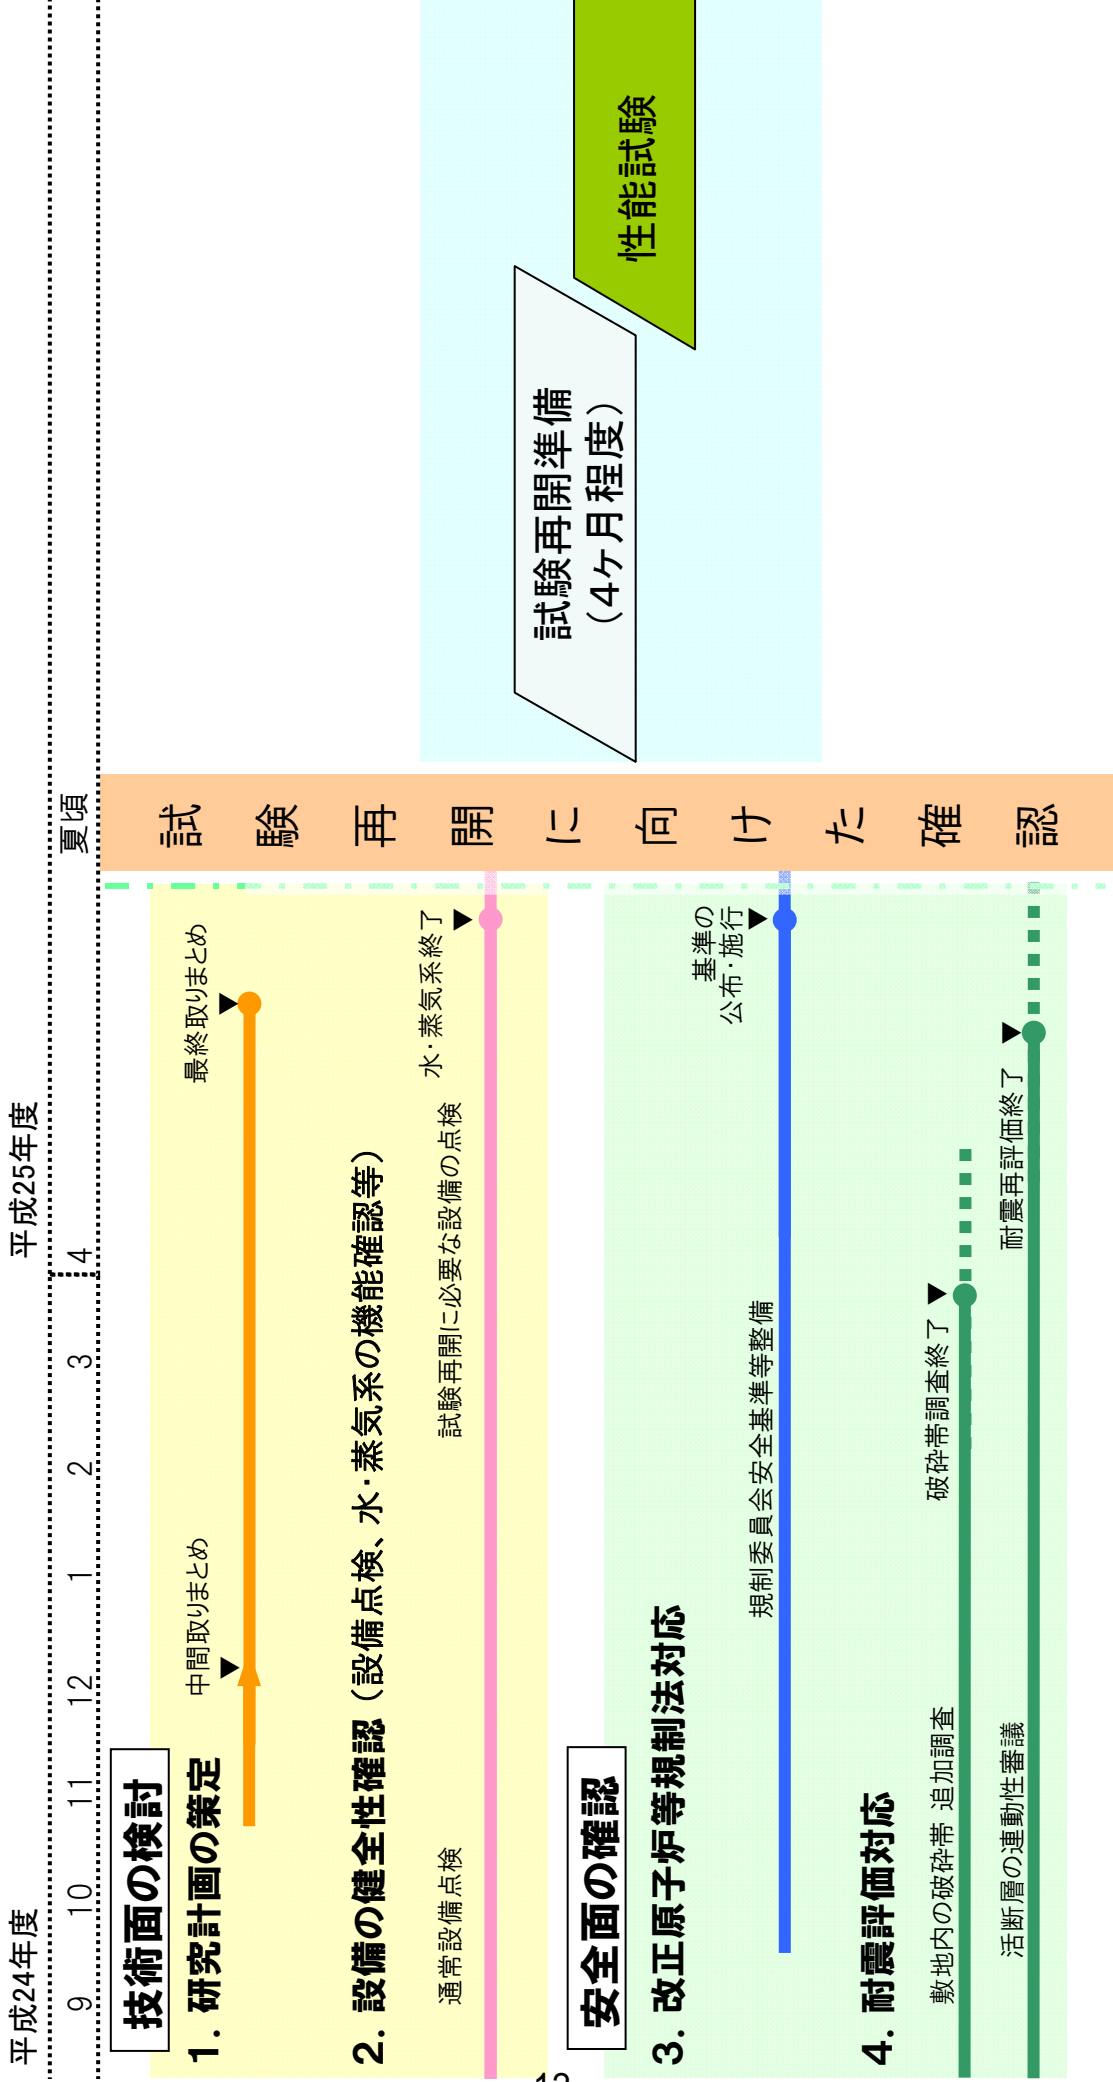 平成24年度
平成25年度
9
10
11
12
1
2
3
4
夏頃
技術面の検討
1. 研究計画の策定
中間取りまとめ
▼
最終取りまとめ
▼
2. 設備の健全性確認（設備点検、水・蒸気系の機能確認等）
通常設備点検
試験再開に必要な設備の点検
水・蒸気系終了
▼
安全面の確認
3. 改正原子炉等規制法対応
規制委員会安全基準等整備
基準の
公布・施行
▼
4. 耐震評価対応
敷地内の破砕帯 追加調査
破砕帯調査終了
▼
活断層の連動性審議
耐震再評価終了
▼
試験再開に向けた確認
試験再開準備
（4ヶ月程度）
性能試験